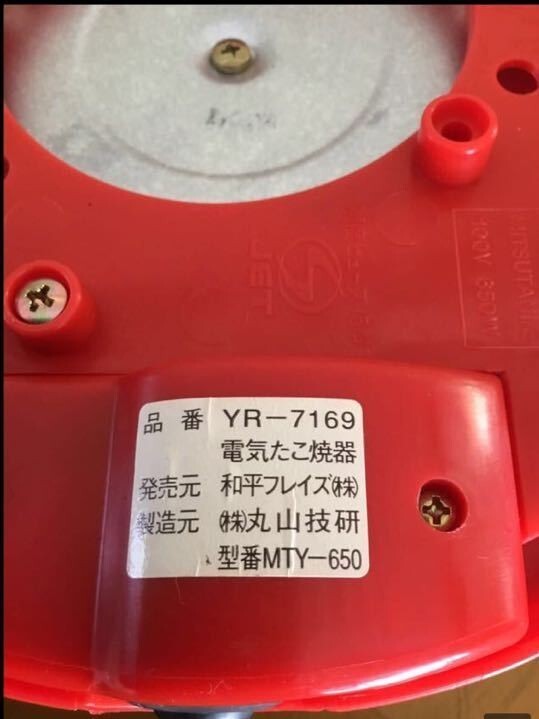 JET
100V 650W
品番 YR-7169
電気たこ焼器
発売元 和平フレイズ㈱
製造元 ㈱丸山技研
型番MTY-650